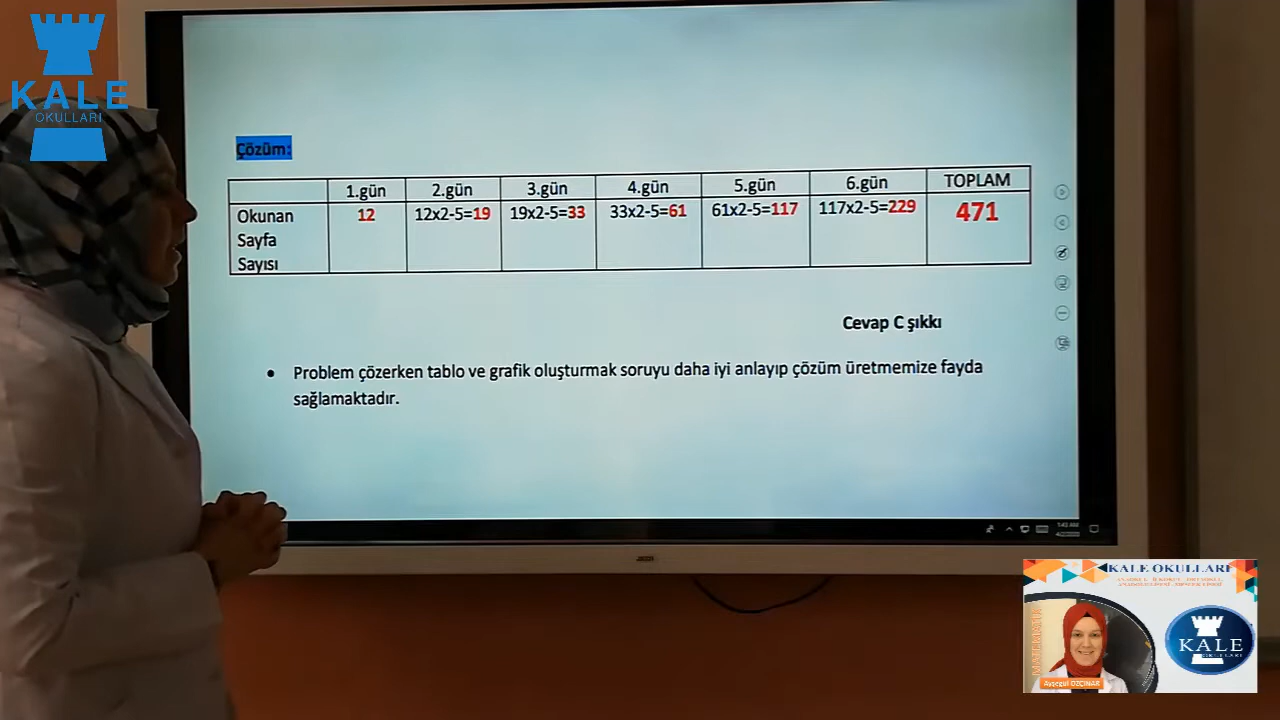 KALE
OKULLARI
Çözüm:
1.gün 2.gün 3.gün 4.gün 5.gün 6.gün TOPLAM
Okunan 12 12x2-5=19 19x2-5=33 33x2-5=61 61x2-5=117 117x2-5=229 471
Sayfa
Sayısı
Cevap C şıkkı
• Problem çözerken tablo ve grafik oluşturmak soruyu daha iyi anlayıp çözüm üretmemize fayda
sağlamaktadır.
KALE OKULLARI
MATEMATİK
Ayşegül ÖZÇINAR
KALE
OKULLARI